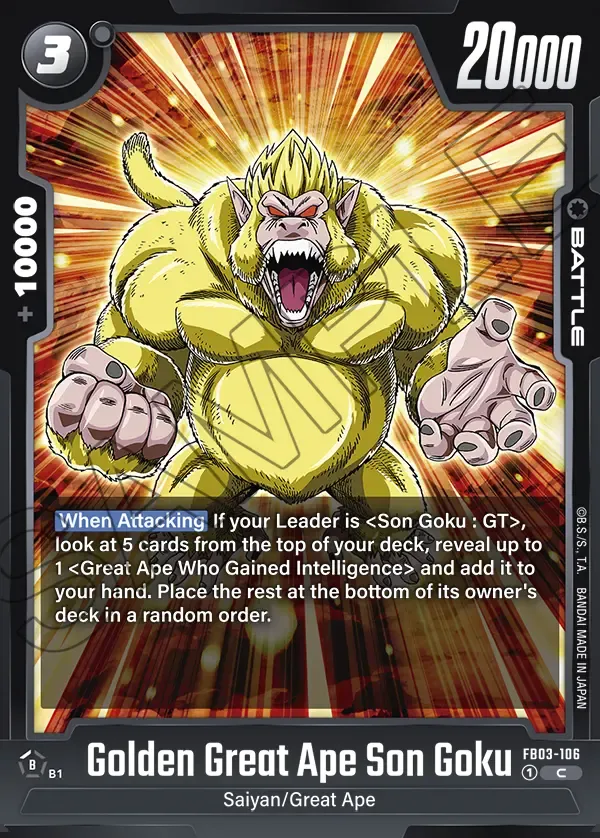 3
20000
+ 10000
BATTLE
SAMPLE
When Attacking If your Leader is <Son Goku : GT>,
look at 5 cards from the top of your deck, reveal up to
1 <Great Ape Who Gained Intelligence> and add it to
your hand. Place the rest at the bottom of its owner's
deck in a random order.
©B.S./S., T.A. BANDAI MADE IN JAPAN
B
B1
Golden Great Ape Son Goku
FB03-106
1 C
Saiyan/Great Ape